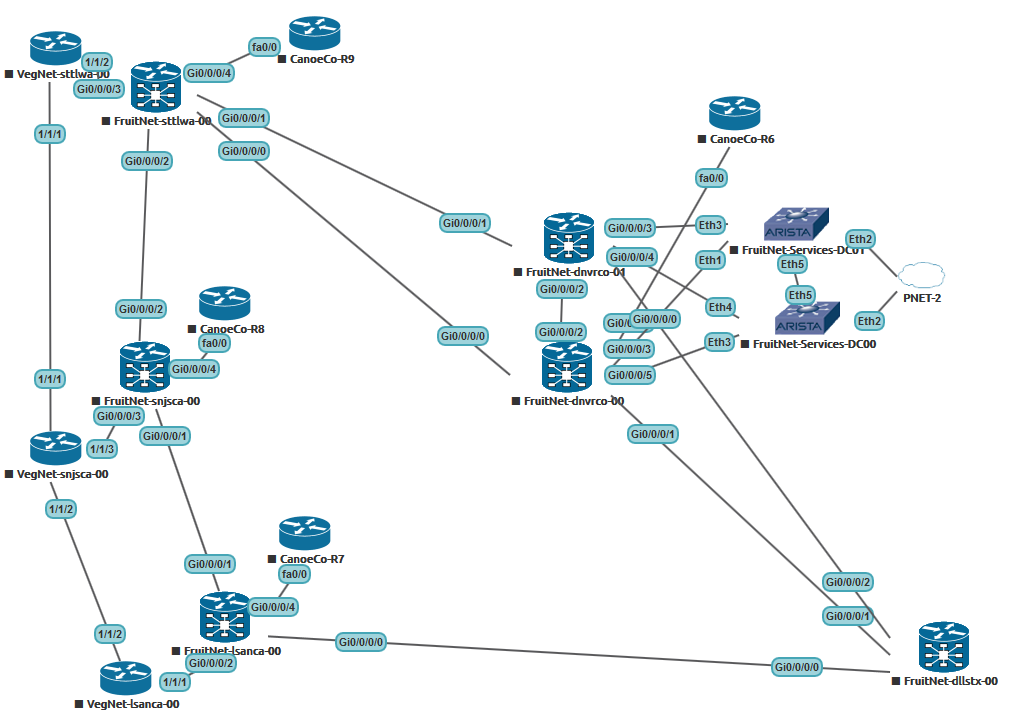 fa0/0
1/1/2
■ CanoeCo-R9
■ VegNet-sttlwa-00
Gi0/0/0/4
Gi0/0/0/3
■ FruitNet-sttlwa-00
Gi0/0/0/1
1/1/1
Gi0/0/0/0
Gi0/0/0/2
■ CanoeCo-R6
fa0/0
Gi0/0/0/1
Gi0/0/0/3
Eth3
ARISTA
Eth2
■ FruitNet-Services-DC01
Gi0/0/0/4
Eth1
Eth5
■ FruitNet-dnvrco-01
Gi0/0/0/2
Eth5
PNET-2
Gi0/0/0/2
Eth4
■ CanoeCo-R8
Gi0/0/0/0
Eth2
ARISTA
Gi0/0/0/2
Gi0/0/0/0
fa0/0
Gi0/0/0/3
Eth3
■ FruitNet-Services-DC00
Gi0/0/0/4
Gi0/0/0/5
1/1/1
■ FruitNet-snjsca-00
■ FruitNet-dnvrco-00
Gi0/0/0/3
Gi0/0/0/1
Gi0/0/0/1
1/1/3
■ VegNet-snjsca-00
1/1/2
■ CanoeCo-R7
Gi0/0/0/1
fa0/0
Gi0/0/0/2
Gi0/0/0/4
Gi0/0/0/1
1/1/2
Gi0/0/0/0
■ FruitNet-lsanca-00
Gi0/0/0/2
Gi0/0/0/0
1/1/1
■ FruitNet-dllstx-00
■ VegNet-lsanca-00